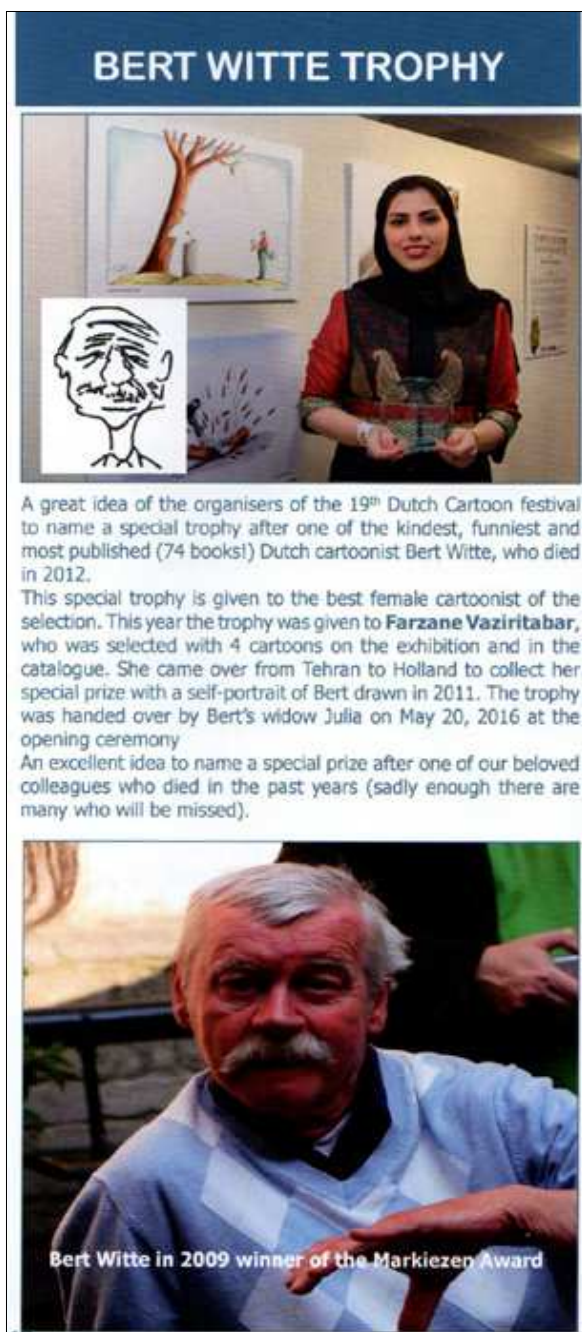 BERT WITTE TROPHY
A great idea of the organisers of the 19th Dutch Cartoon festival
to name a special trophy after one of the kindest, funniest and
most published (74 books!) Dutch cartoonist Bert Witte, who died
in 2012.
This special trophy is given to the best female cartoonist of the
selection. This year the trophy was given to Farzane Vaziritabar,
who was selected with 4 cartoons on the exhibition and in the
catalogue. She came over from Tehran to Holland to collect her
special prize with a self-portrait of Bert drawn in 2011. The trophy
was handed over by Bert's widow Julia on May 20, 2016 at the
opening ceremony
An excellent idea to name a special prize after one of our beloved
colleagues who died in the past years (sadly enough there are
many who will be missed).
Bert Witte in 2009 winner of the Markiezen Award